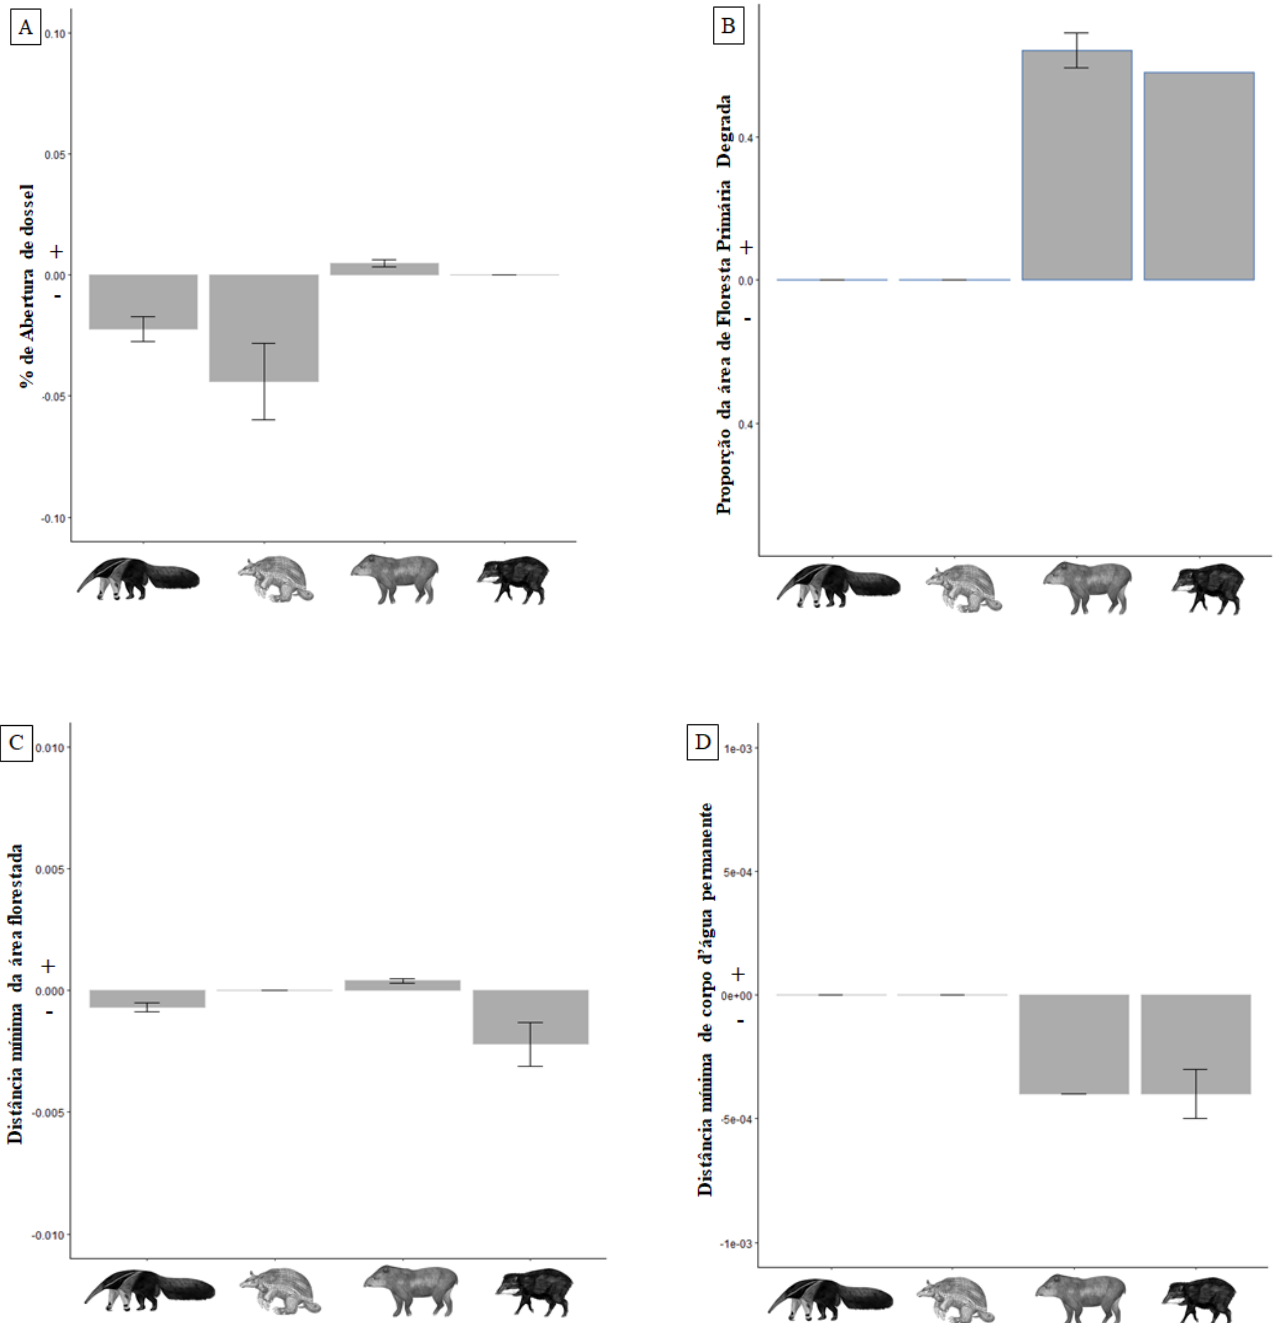 A
0.10
0.05
0.00
-0.05
-0.10
+
-
% de Abertura de dossel
B
0.4
0.0
0.4
+
-
Proporção da área de Floresta Primária Degrada
C
0.010
0.005
0.000
-0.005
-0.010
+
-
Distância mínima da área florestada
D
1e-03
5e-04
0e+00
-5e-04
-1e-03
+
-
Distância mínima de corpo d'água permanente